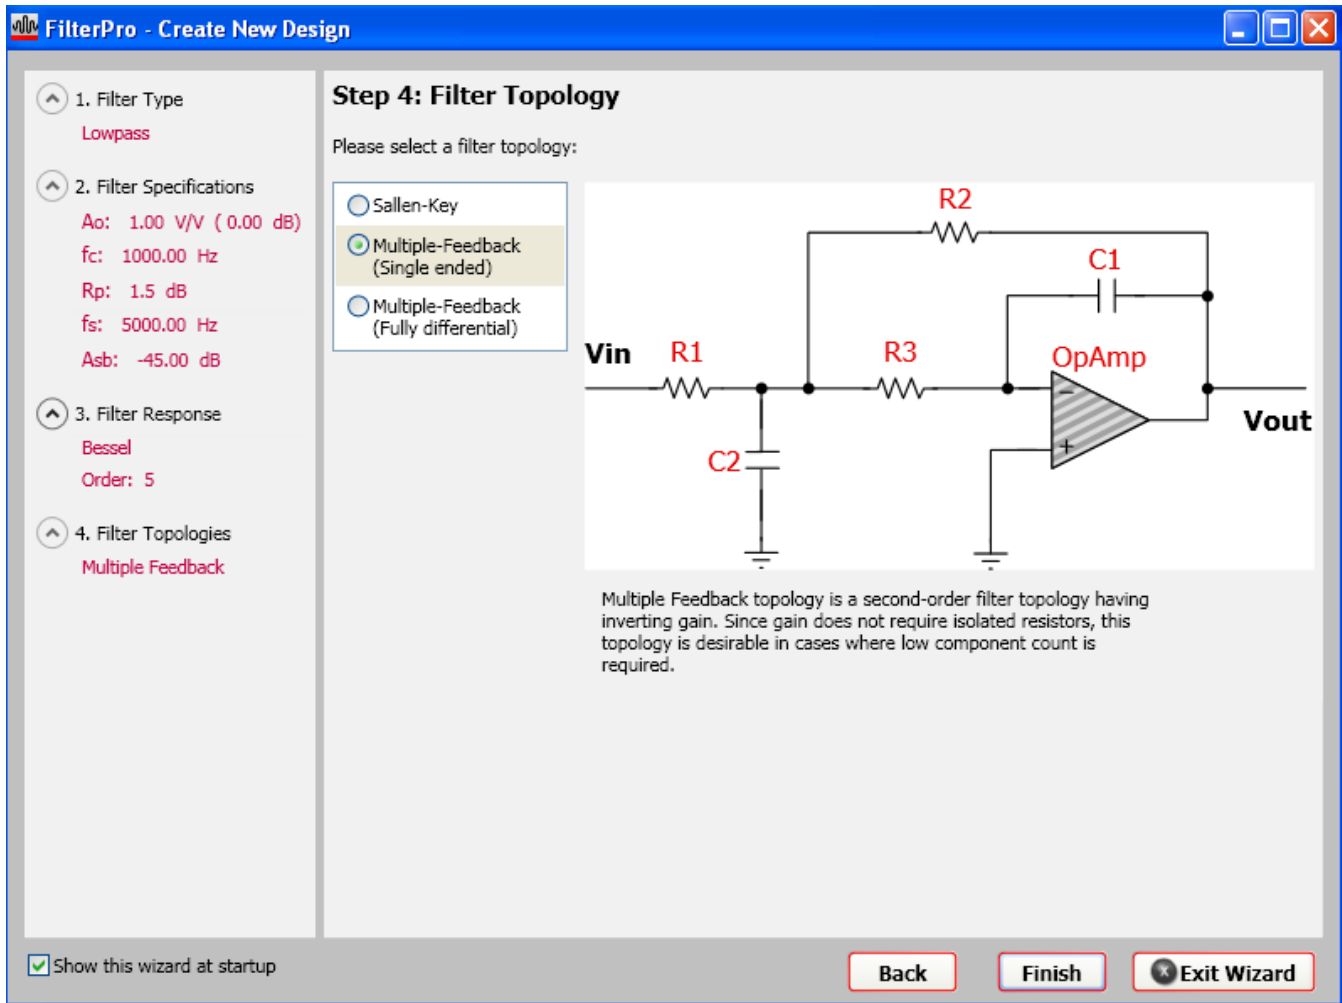 FilterPro - Create New Design
1. Filter Type
Lowpass
2. Filter Specifications
Ao: 1.00 V/V ( 0.00 dB)
fc: 1000.00 Hz
Rp: 1.5 dB
fs: 5000.00 Hz
Asb: -45.00 dB
3. Filter Response
Bessel
Order: 5
4. Filter Topologies
Multiple Feedback
Step 4: Filter Topology
Please select a filter topology:
Sallen-Key
Multiple-Feedback
(Single ended)
Multiple-Feedback
(Fully differential)
R2
C1
Vin
R1
R3
OpAmp
−
+
C2
Vout
Multiple Feedback topology is a second-order filter topology having
inverting gain. Since gain does not require isolated resistors, this
topology is desirable in cases where low component count is
required.
Show this wizard at startup
Back
Finish
Exit Wizard